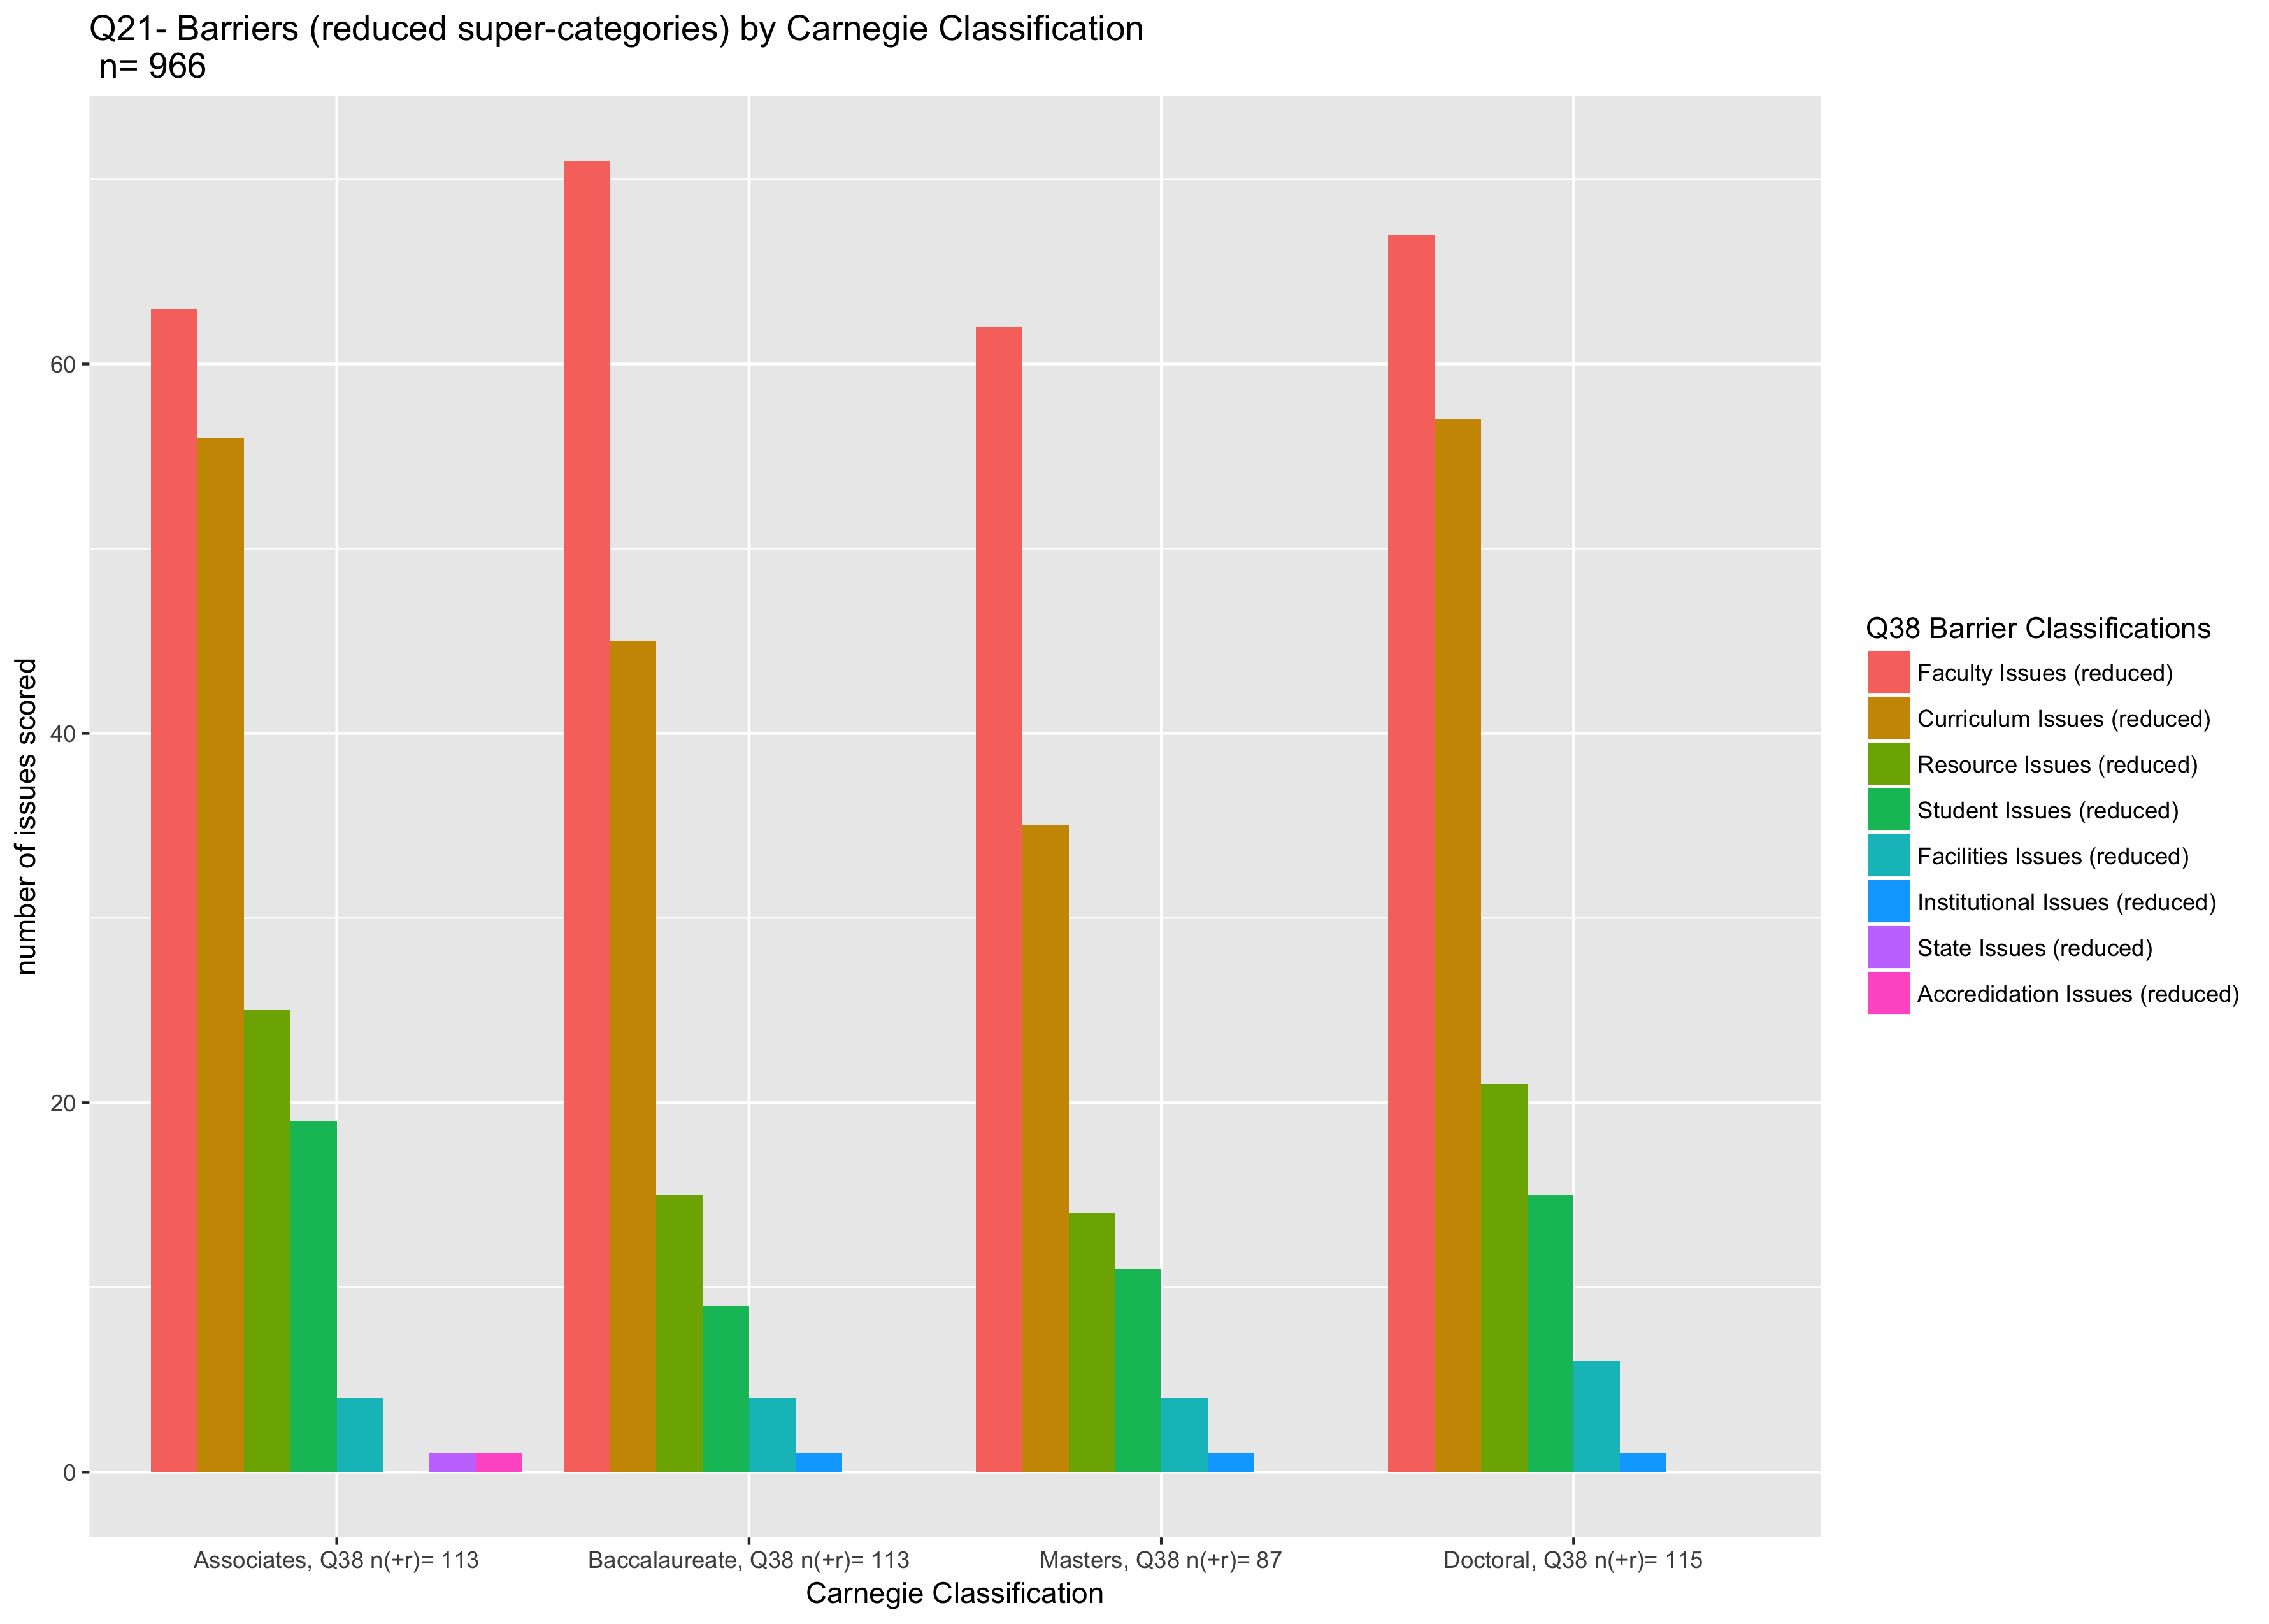 Q21- Barriers (reduced super-categories) by Carnegie Classification
n= 966
60
40
20
0
number of issues scored
Associates, Q38 n(+r)= 113
Baccalaureate, Q38 n(+r)= 113
Masters, Q38 n(+r)= 87
Doctoral, Q38 n(+r)= 115
Carnegie Classification
Q38 Barrier Classifications
Faculty Issues (reduced)
Curriculum Issues (reduced)
Resource Issues (reduced)
Student Issues (reduced)
Facilities Issues (reduced)
Institutional Issues (reduced)
State Issues (reduced)
Accredidation Issues (reduced)